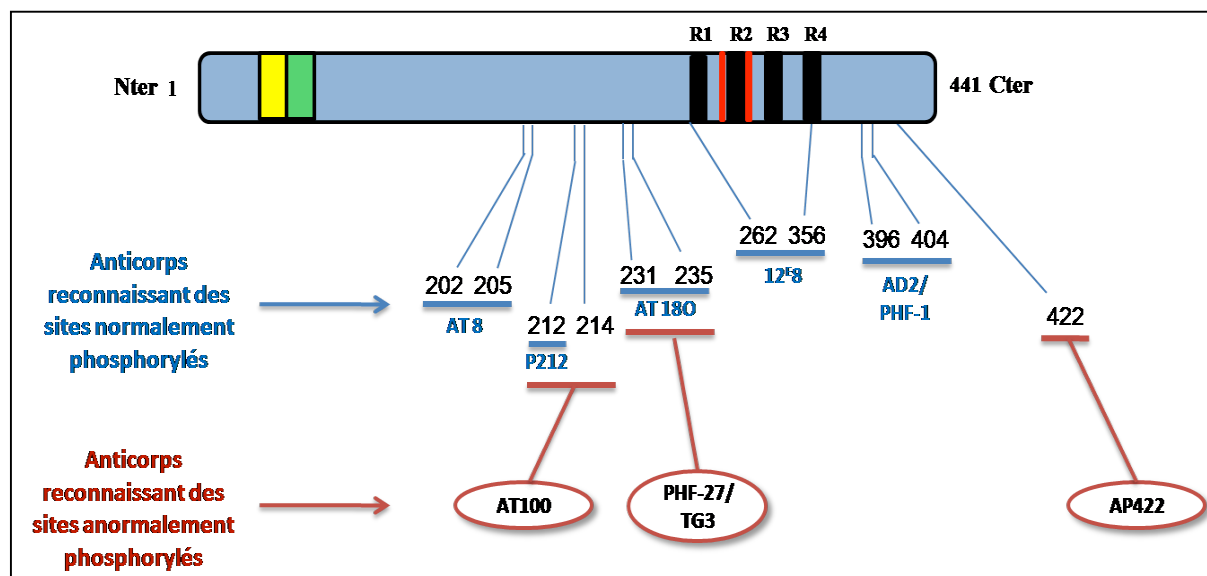 R1 R2 R3 R4
Nter 1
441 Cter
262 356
12E8
396 404
AD2/
PHF-1
Anticorps
reconnaissant des
sites normalement
phosphorylés
202 205
AT 8
231 235
AT 18O
212 214
P212
422
Anticorps
reconnaissant des
sites anormalement
phosphorylés
AT100
PHF-27/
TG3
AP422